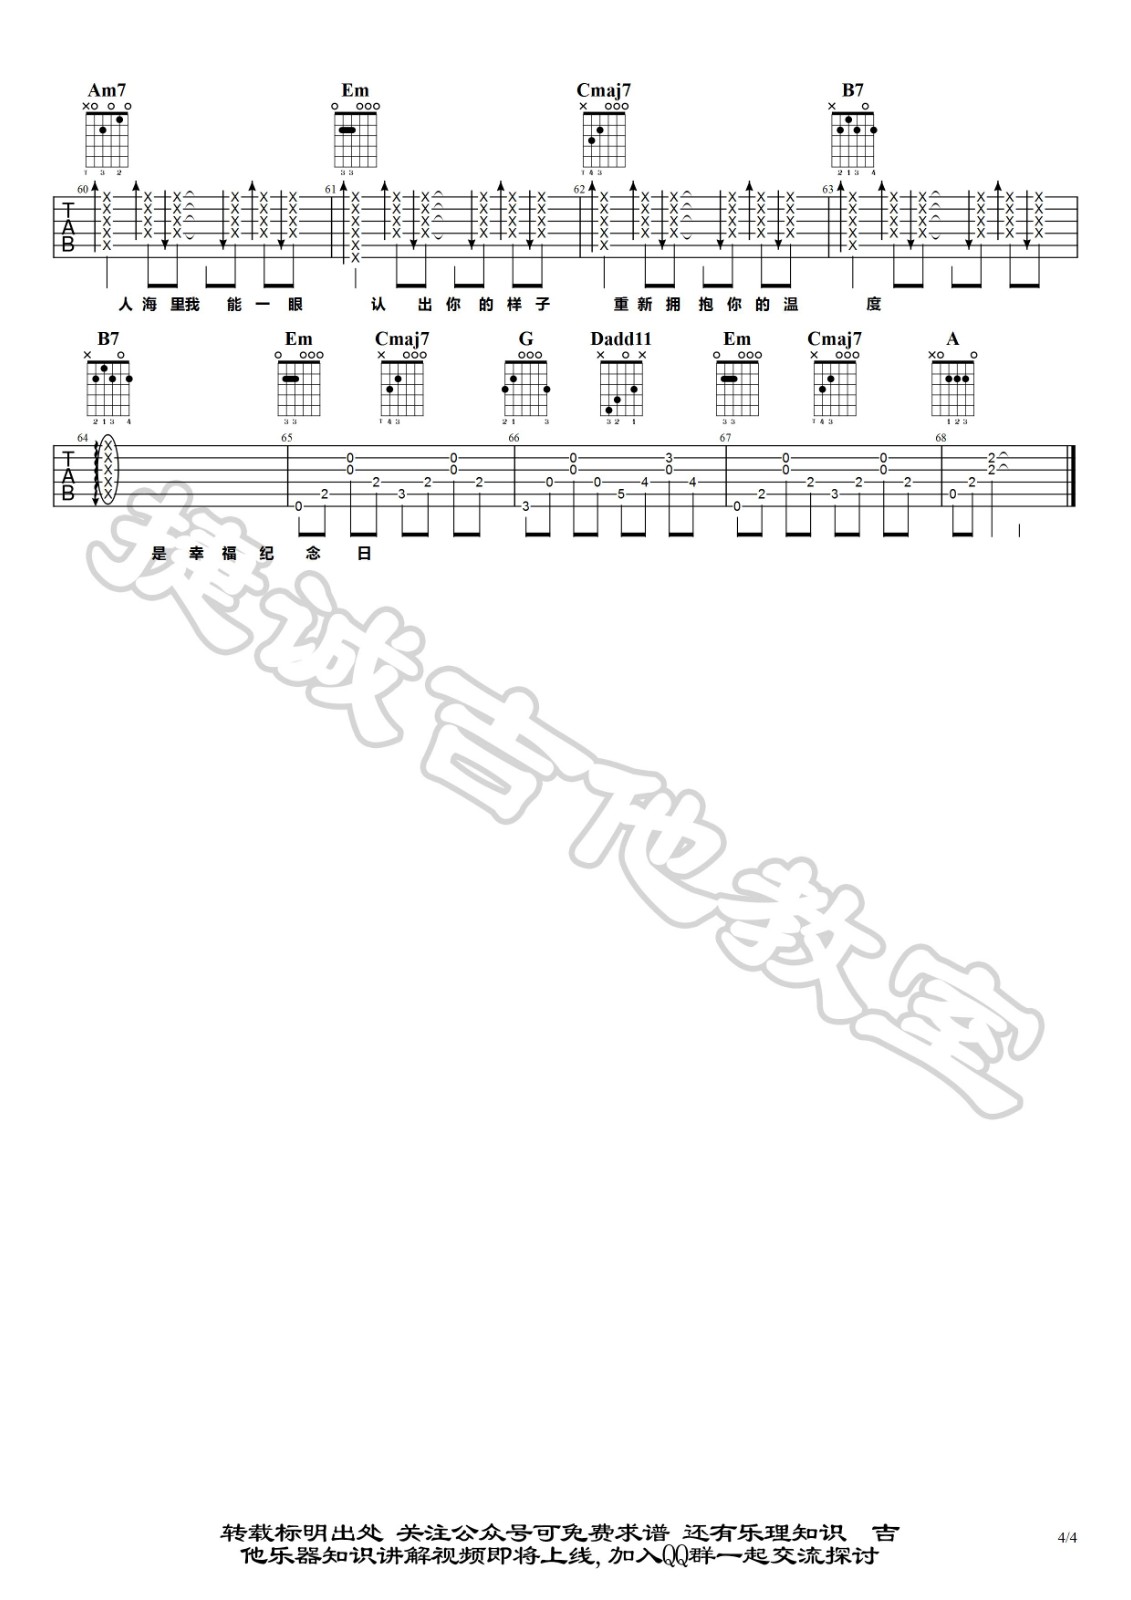 Am7 Em Cmaj7 B7
60 61 62 63
人海里我能一眼 认出你的样子 重新拥抱你的温 度
B7 Em Cmaj7 G Dadd11 Em Cmaj7 A
64 65 66 67 68
TAB
是幸福纪念日
捷诚吉他教室
转载标明出处 关注公众号可免费求谱 还有乐理知识 吉
他乐器知识讲解视频即将上线,加入QQ群一起交流探讨
4/4